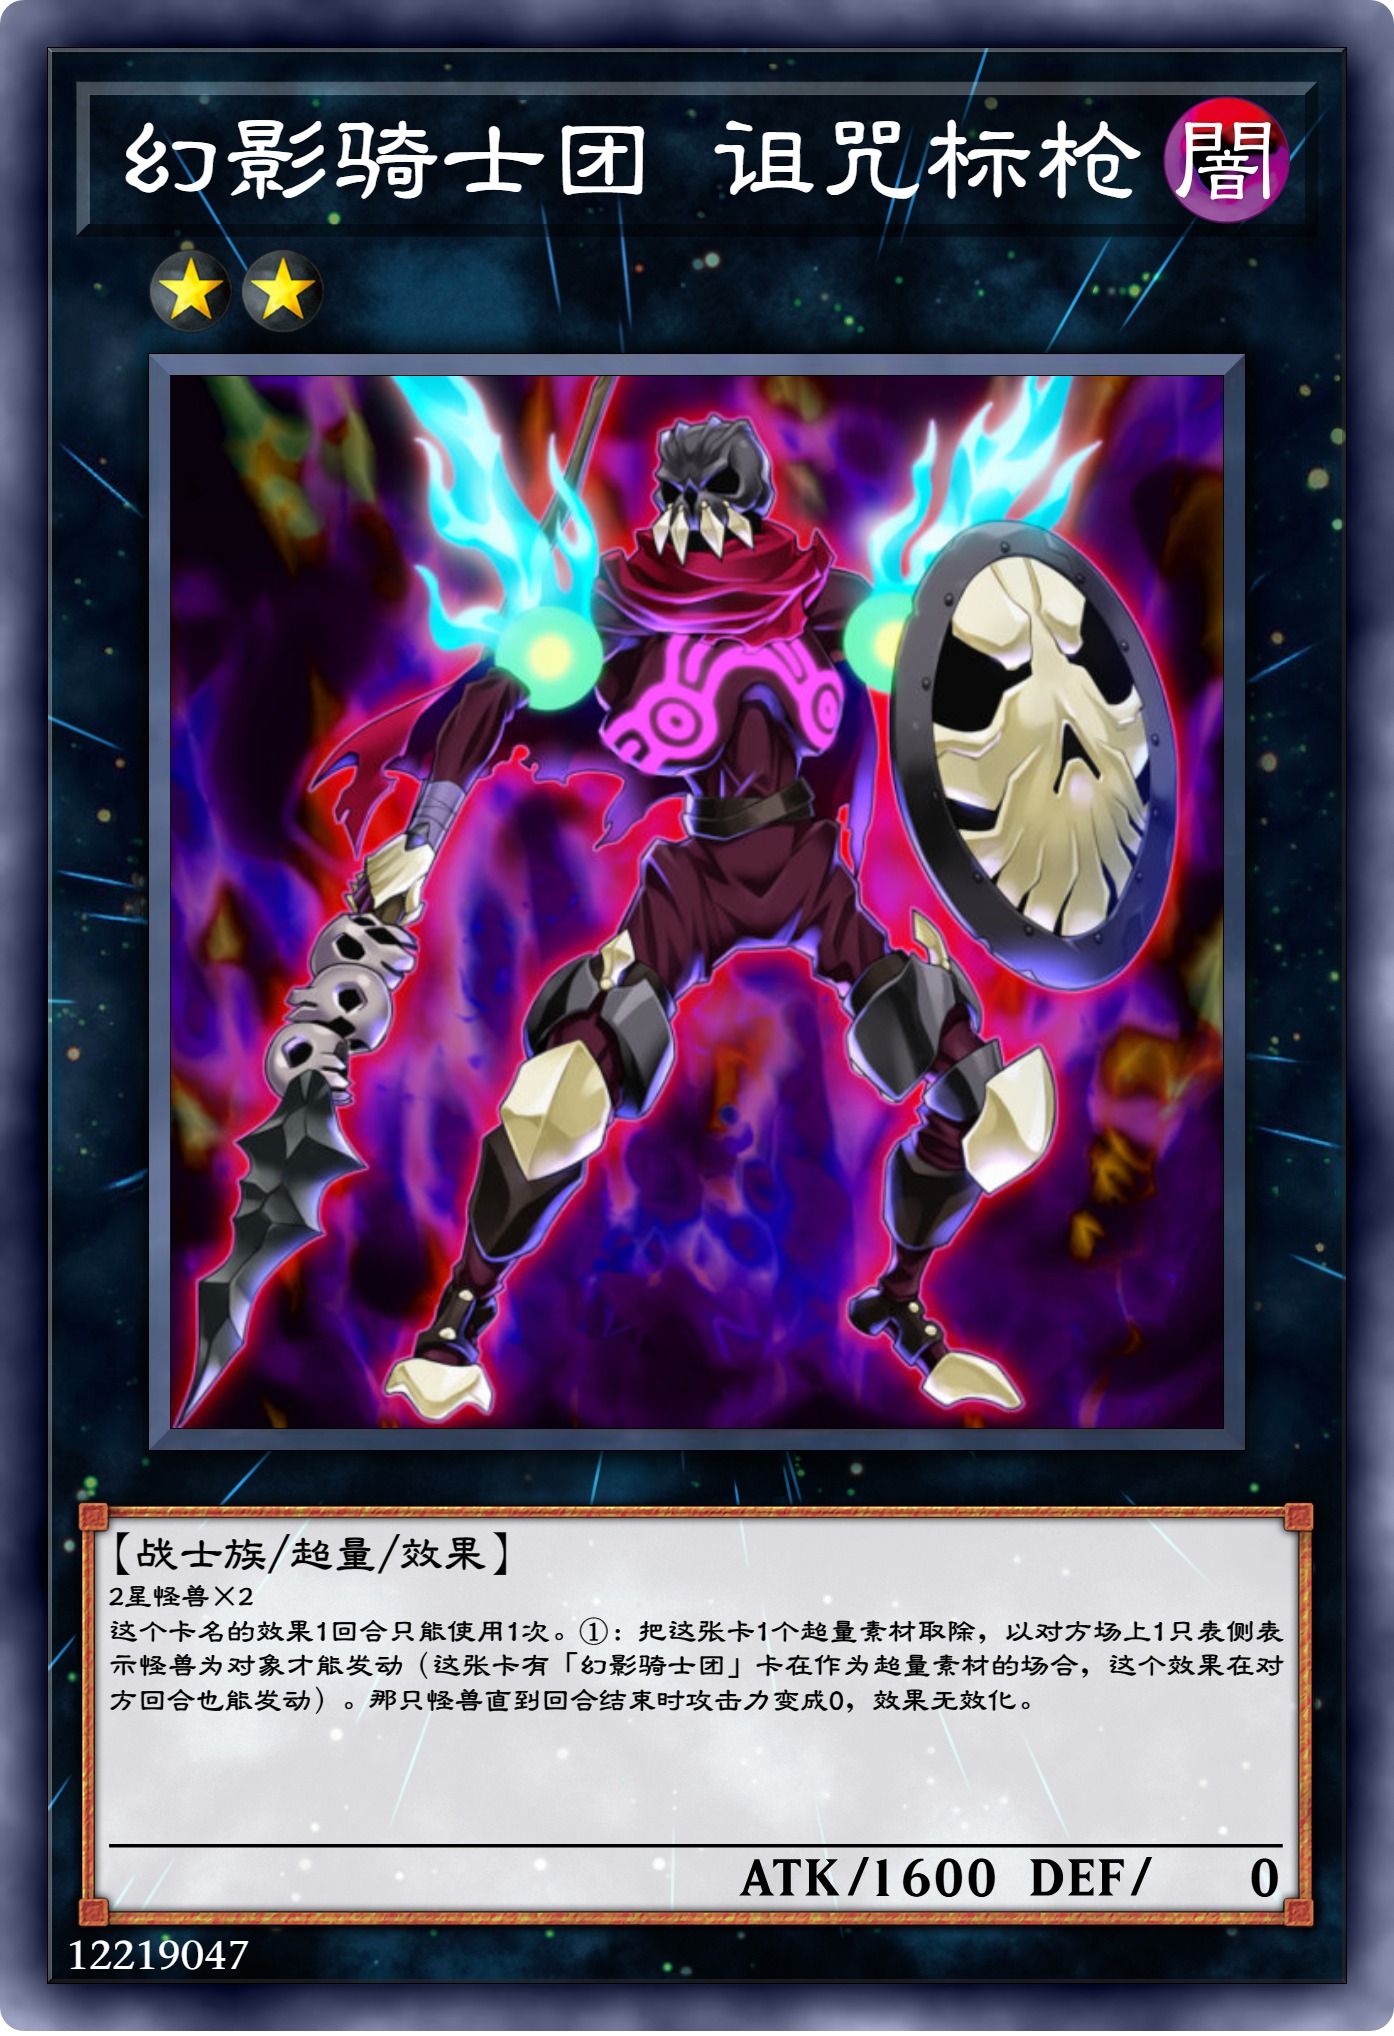 幻影骑士团 诅咒标枪 闇
【战士族/超量/效果】
2星怪兽×2
这个卡名的效果1回合只能使用1次。①：把这张卡1个超量素材取除，以对方场上1只表侧表
示怪兽为对象才能发动（这张卡有「幻影骑士团」卡在作为超量素材的场合，这个效果在对
方回合也能发动）。那只怪兽直到回合结束时攻击力变成0，效果无效化。
ATK/1600 DEF/ 0
12219047